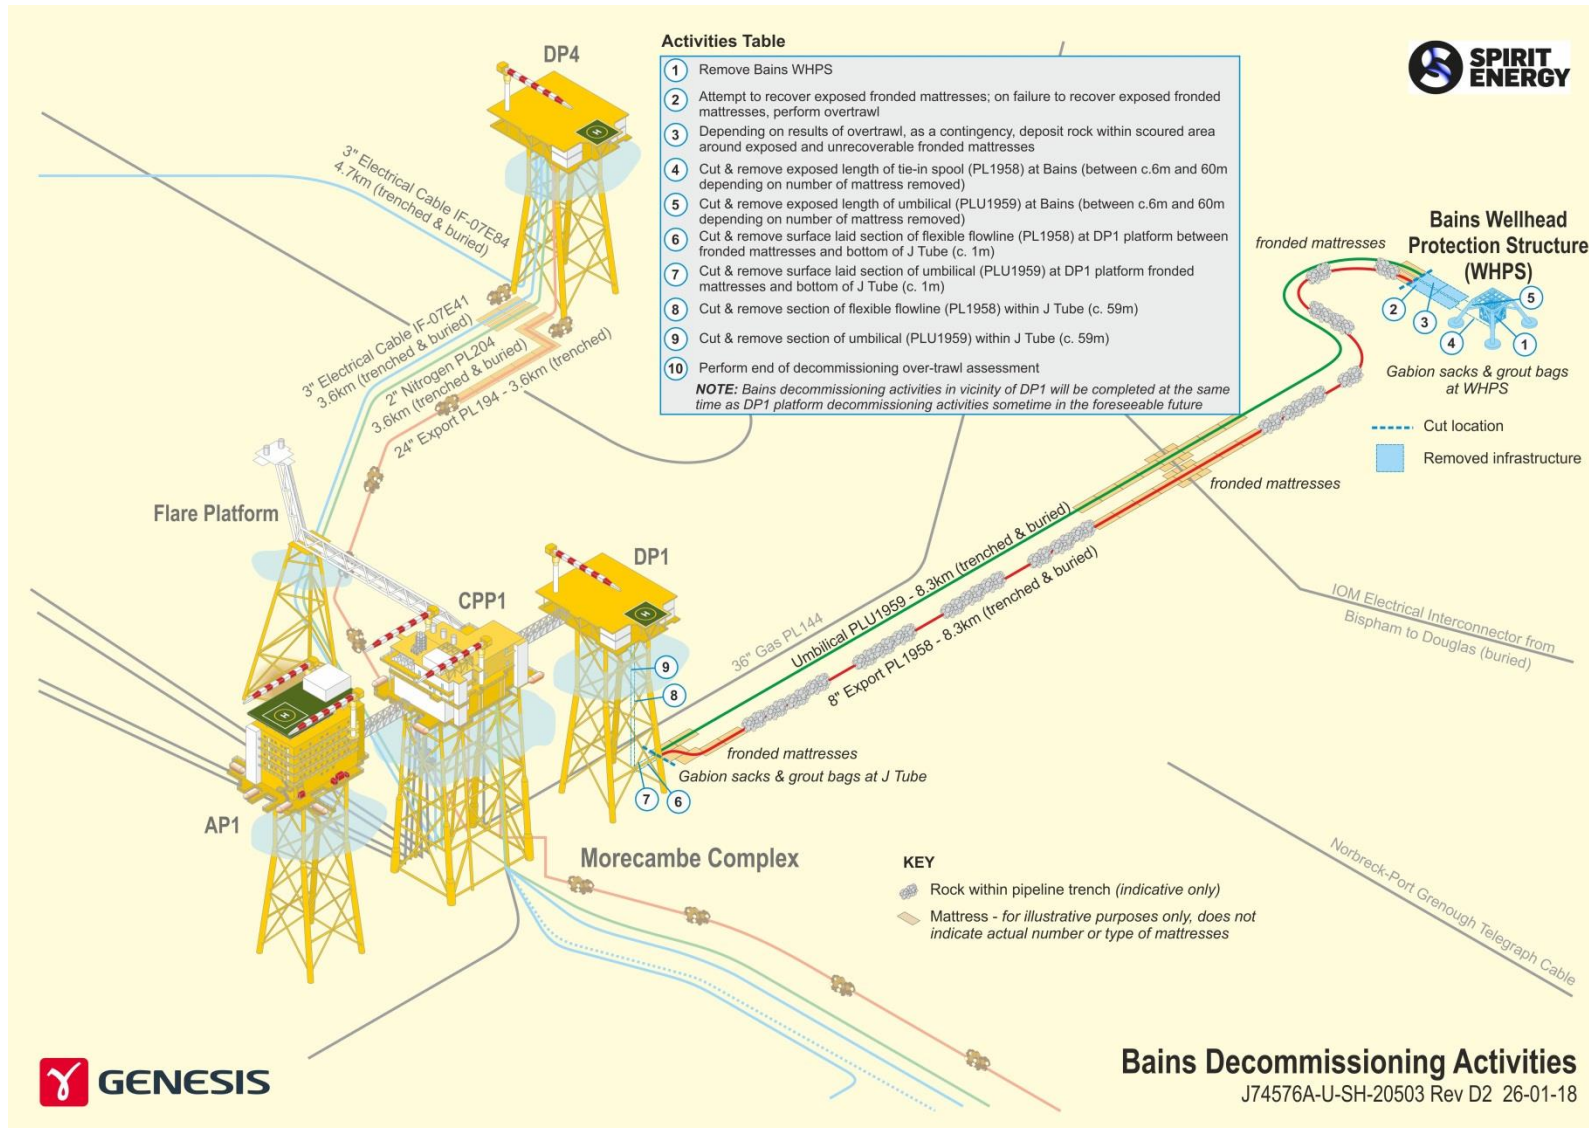 DP4
Activities Table
1 Remove Bains WHPS
2 Attempt to recover exposed fronded mattresses; on failure to recover exposed fronded
mattresses, perform overtrawl
3 Depending on results of overtrawl, as a contingency, deposit rock within scoured area
around exposed and unrecoverable fronded mattresses
4 Cut & remove exposed length of tie-in spool (PL1958) at Bains (between c.6m and 60m
depending on number of mattress removed)
5 Cut & remove exposed length of umbilical (PLU1959) at Bains (between c.6m and 60m
depending on number of mattress removed)
6 Cut & remove surface laid section of flexible flowline (PL1958) at DP1 platform between
fronded mattresses and bottom of J Tube (c. 1m)
7 Cut & remove surface laid section of umbilical (PLU1959) at DP1 platform fronded
mattresses and bottom of J Tube (c. 1m)
8 Cut & remove section of flexible flowline (PL1958) within J Tube (c. 59m)
9 Cut & remove section of umbilical (PLU1959) within J Tube (c. 59m)
10 Perform end of decommissioning over-trawl assessment
NOTE: Bains decommissioning activities in vicinity of DP1 will be completed at the same
time as DP1 platform decommissioning activities sometime in the foreseeable future
SPIRIT
ENERGY
H
3" Electrical Cable IF-07E84
4.7km (trenched & buried)
Bains Wellhead
Protection Structure
(WHPS)
fronded mattresses
2
3
5
4
1
Gabion sacks & grout bags
at WHPS
Cut location
Removed infrastructure
3" Electrical Cable IF-07E41
3.6km (trenched & buried)
2" Nitrogen PL204
3.6km (trenched & buried)
24" Export PL194 - 3.6km (trenched)
fronded mattresses
Flare Platform
DP1
CPP1
H
Umbilical PLU1959 - 8.3km (trenched & buried)
8" Export PL1958 - 8.3km (trenched & buried)
36" Gas PL144
IOM Electrical Interconnector from
Bispham to Douglas (buried)
9
8
H
fronded mattresses
Gabion sacks & grout bags at J Tube
7
6
AP1
Morecambe Complex
KEY
Rock within pipeline trench (indicative only)
Mattress - for illustrative purposes only, does not
indicate actual number or type of mattresses
Norbreck-Port Grenough Telegraph Cable
GENESIS
Bains Decommissioning Activities
J74576A-U-SH-20503 Rev D2 26-01-18